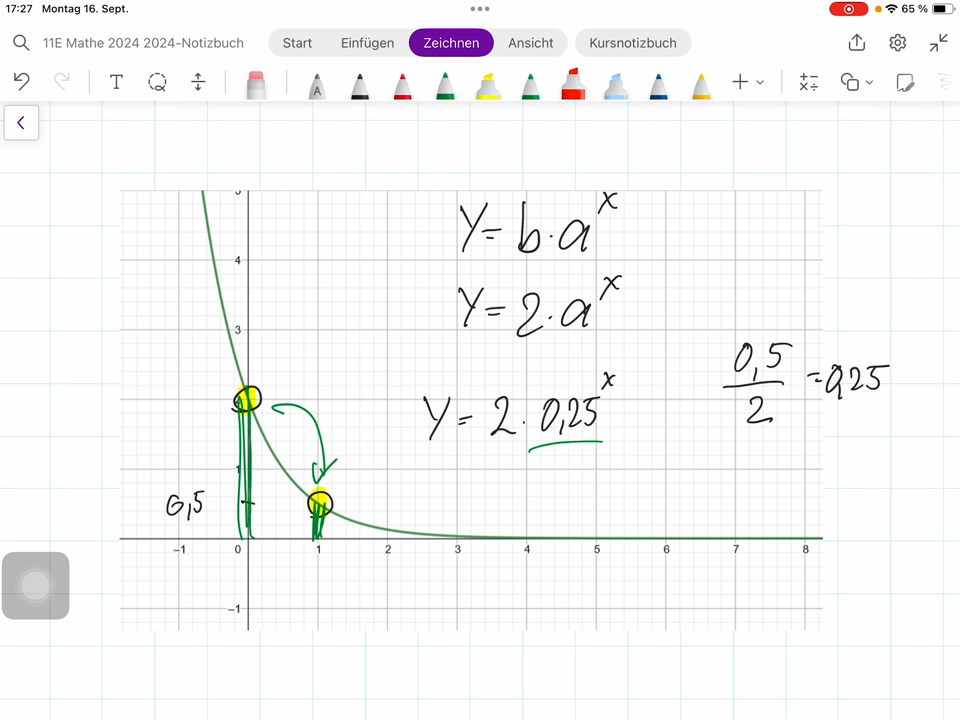 17:27 Montag 16. Sept. 65 %
11E Mathe 2024 2024-Notizbuch Start Einfügen Zeichnen Ansicht Kursnotizbuch
T A
5
y = b · a^x
4
y = 2 · a^x
3
0,5/2 = 0,25
y = 2 · 0,25^x
1
0,5
−1 0 1 2 3 4 5 6 7 8
−1